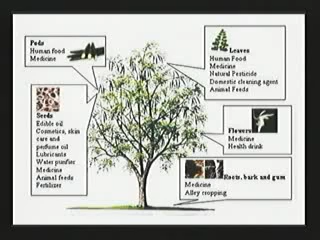 Pods
Human food
Medicine
Leaves
Human Food
Medicine
Natural Pesticides
Domestic cleaning agent
Animal Feeds
Seeds
Edible oil
Cosmetics, skin
care and
perfume oil
Lubricants
Water purifier
Medicine
Animal feeds
Fertilizer
Flowers
Medicine
Health drink
Roots, bark and gum
Medicine
Alley cropping